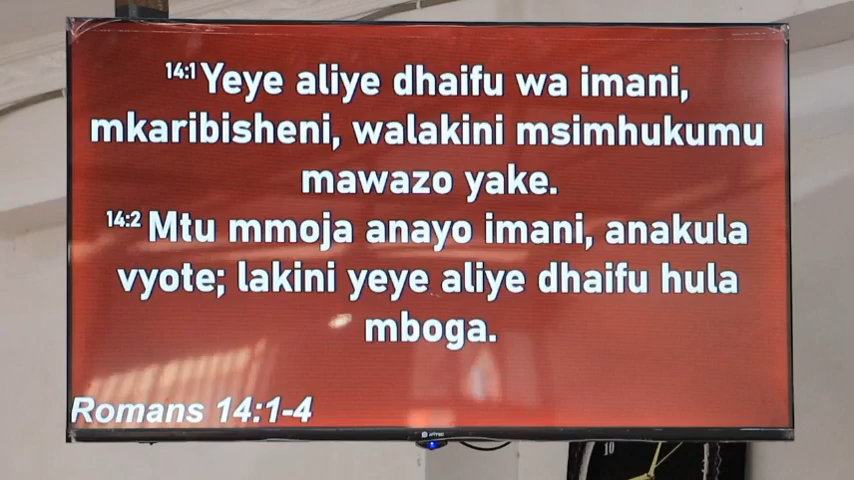 14:1 Yeye aliye dhaifu wa imani,
mkaribisheni, walakini msimhukumu
mawazo yake.
14:2 Mtu mmoja anayo imani, anakula
vyote; lakini yeye aliye dhaifu hula
mboga.
Romans 14:1-4
10